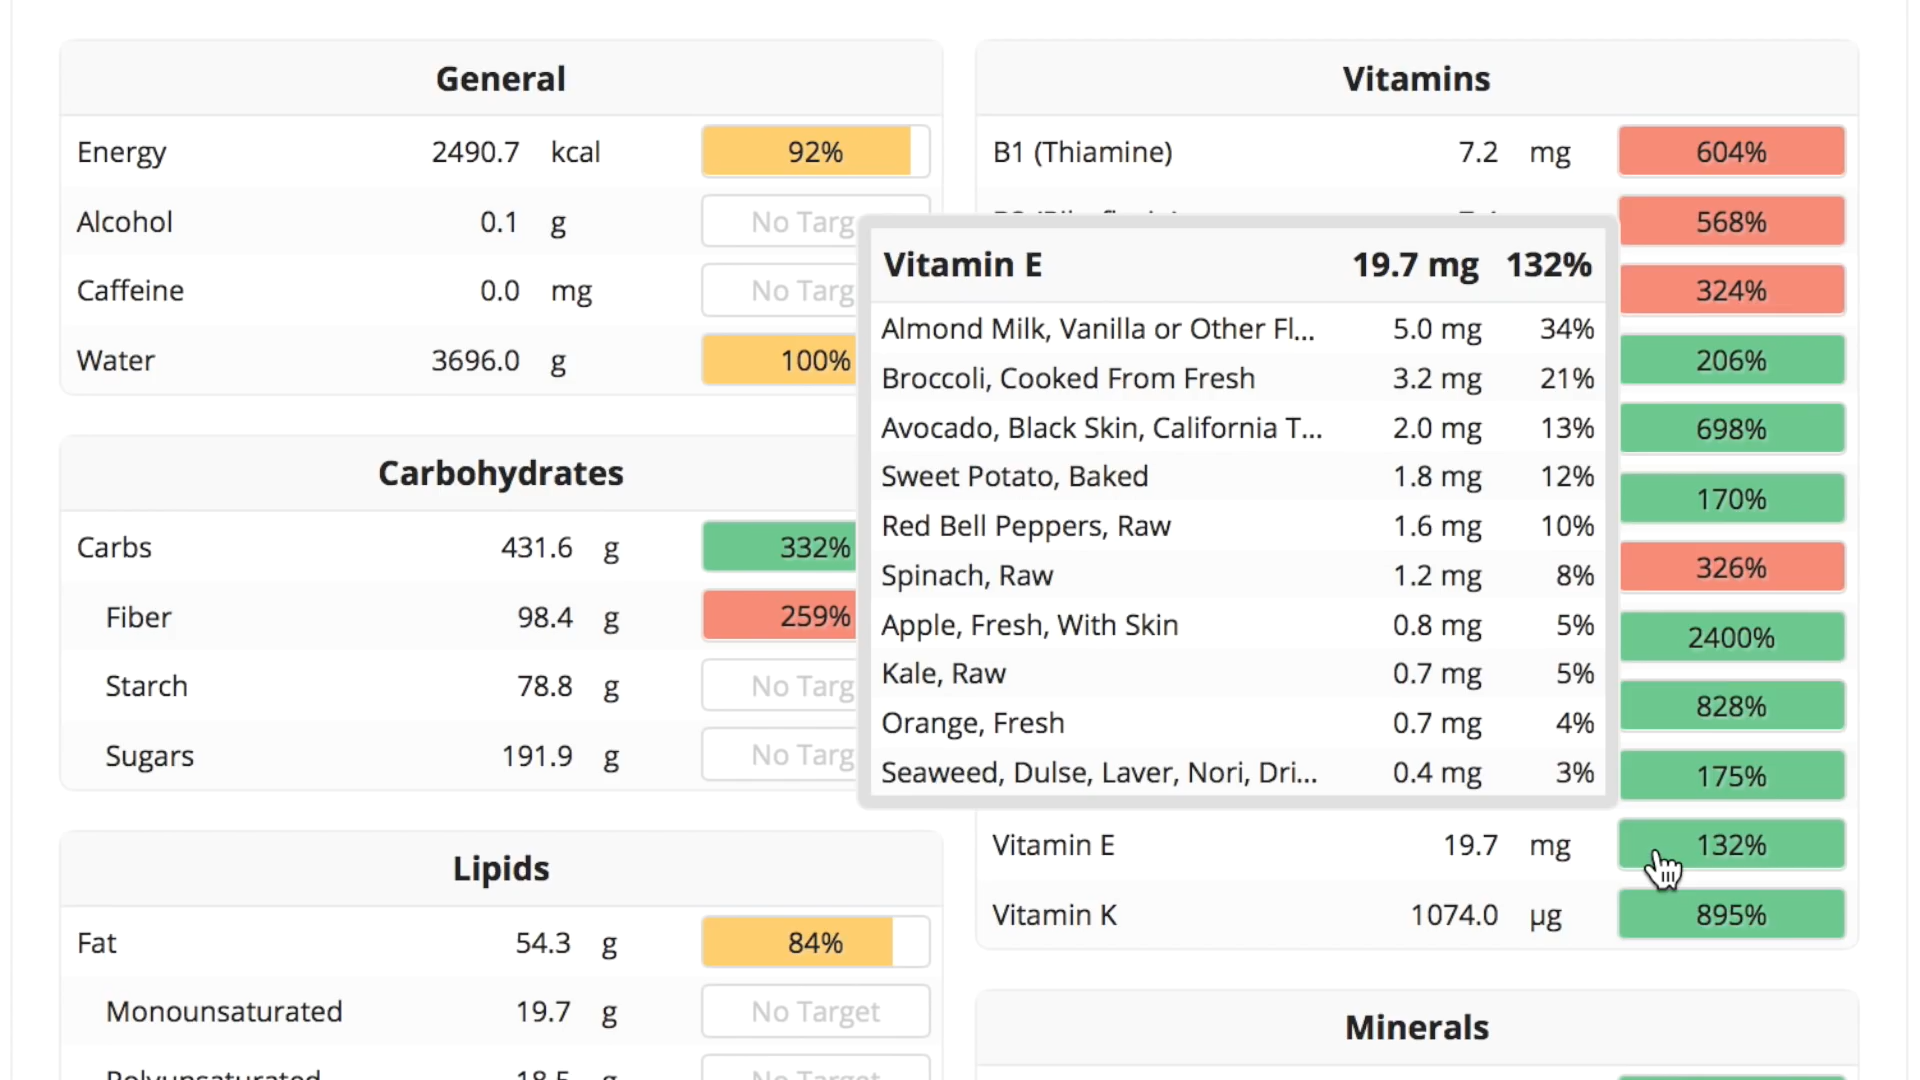 General
Energy 2490.7 kcal 92%
Alcohol 0.1 g No Targ
Caffeine 0.0 mg No Targ
Water 3696.0 g 100%
Carbohydrates
Carbs 431.6 g 332%
Fiber 98.4 g 259%
Starch 78.8 g No Targ
Sugars 191.9 g No Targ
Lipids
Fat 54.3 g 84%
Monounsaturated 19.7 g No Target
Polyunsaturated 18.5 g No Target
Vitamins
B1 (Thiamine) 7.2 mg 604%
568%
324%
206%
698%
170%
326%
2400%
828%
175%
Vitamin E 19.7 mg 132%
Almond Milk, Vanilla or Other Fl... 5.0 mg 34%
Broccoli, Cooked From Fresh 3.2 mg 21%
Avocado, Black Skin, California T... 2.0 mg 13%
Sweet Potato, Baked 1.8 mg 12%
Red Bell Peppers, Raw 1.6 mg 10%
Spinach, Raw 1.2 mg 8%
Apple, Fresh, With Skin 0.8 mg 5%
Kale, Raw 0.7 mg 5%
Orange, Fresh 0.7 mg 4%
Seaweed, Dulse, Laver, Nori, Dri... 0.4 mg 3%
Vitamin E 19.7 mg 132%
Vitamin K 1074.0 µg 895%
Minerals